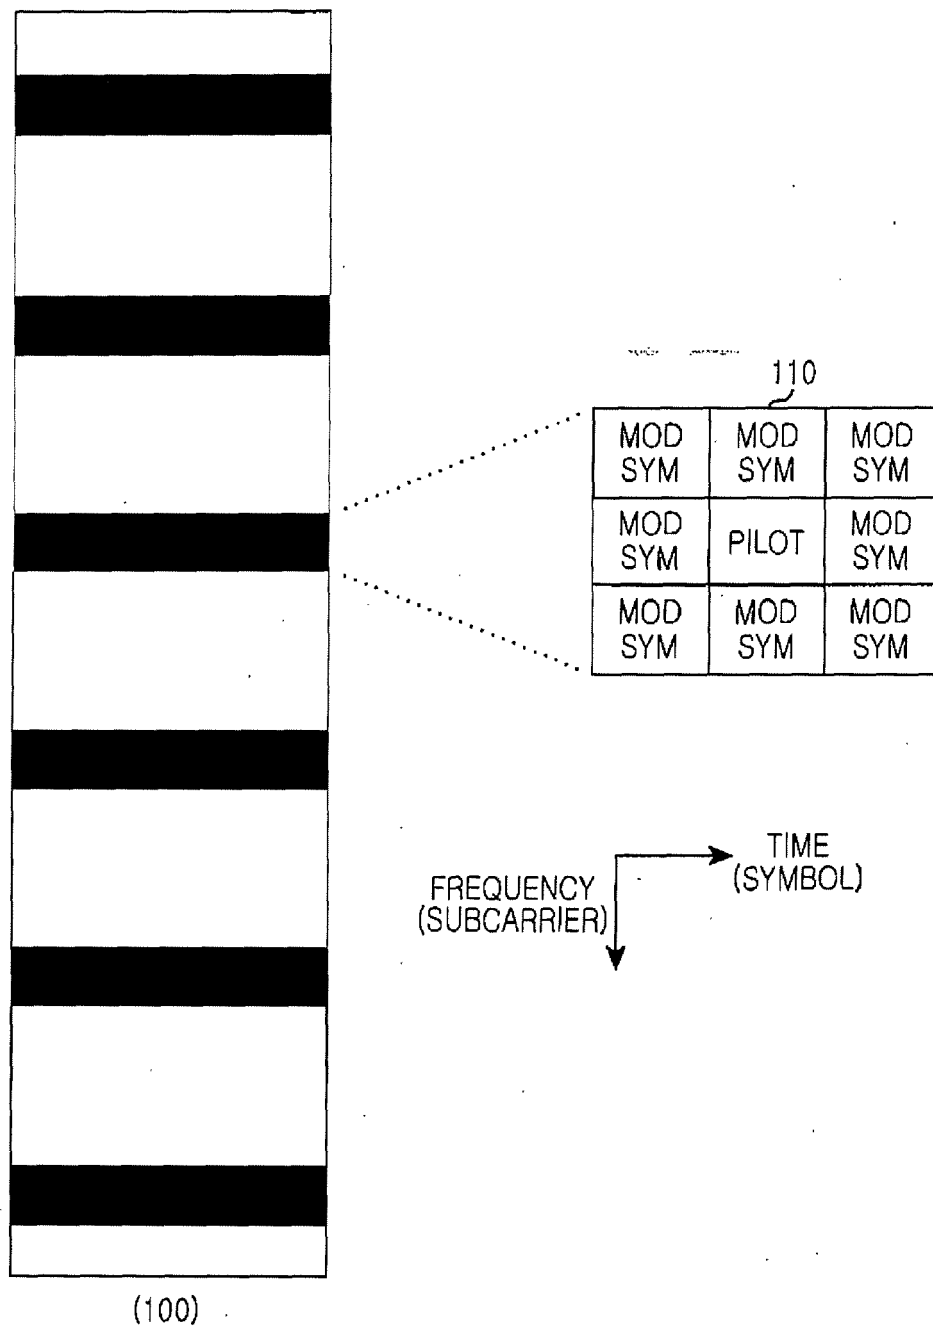 110
MOD SYM MOD SYM MOD SYM
MOD SYM PILOT MOD SYM
MOD SYM MOD SYM MOD SYM
TIME
(SYMBOL)
FREQUENCY
(SUBCARRIER)
(100)